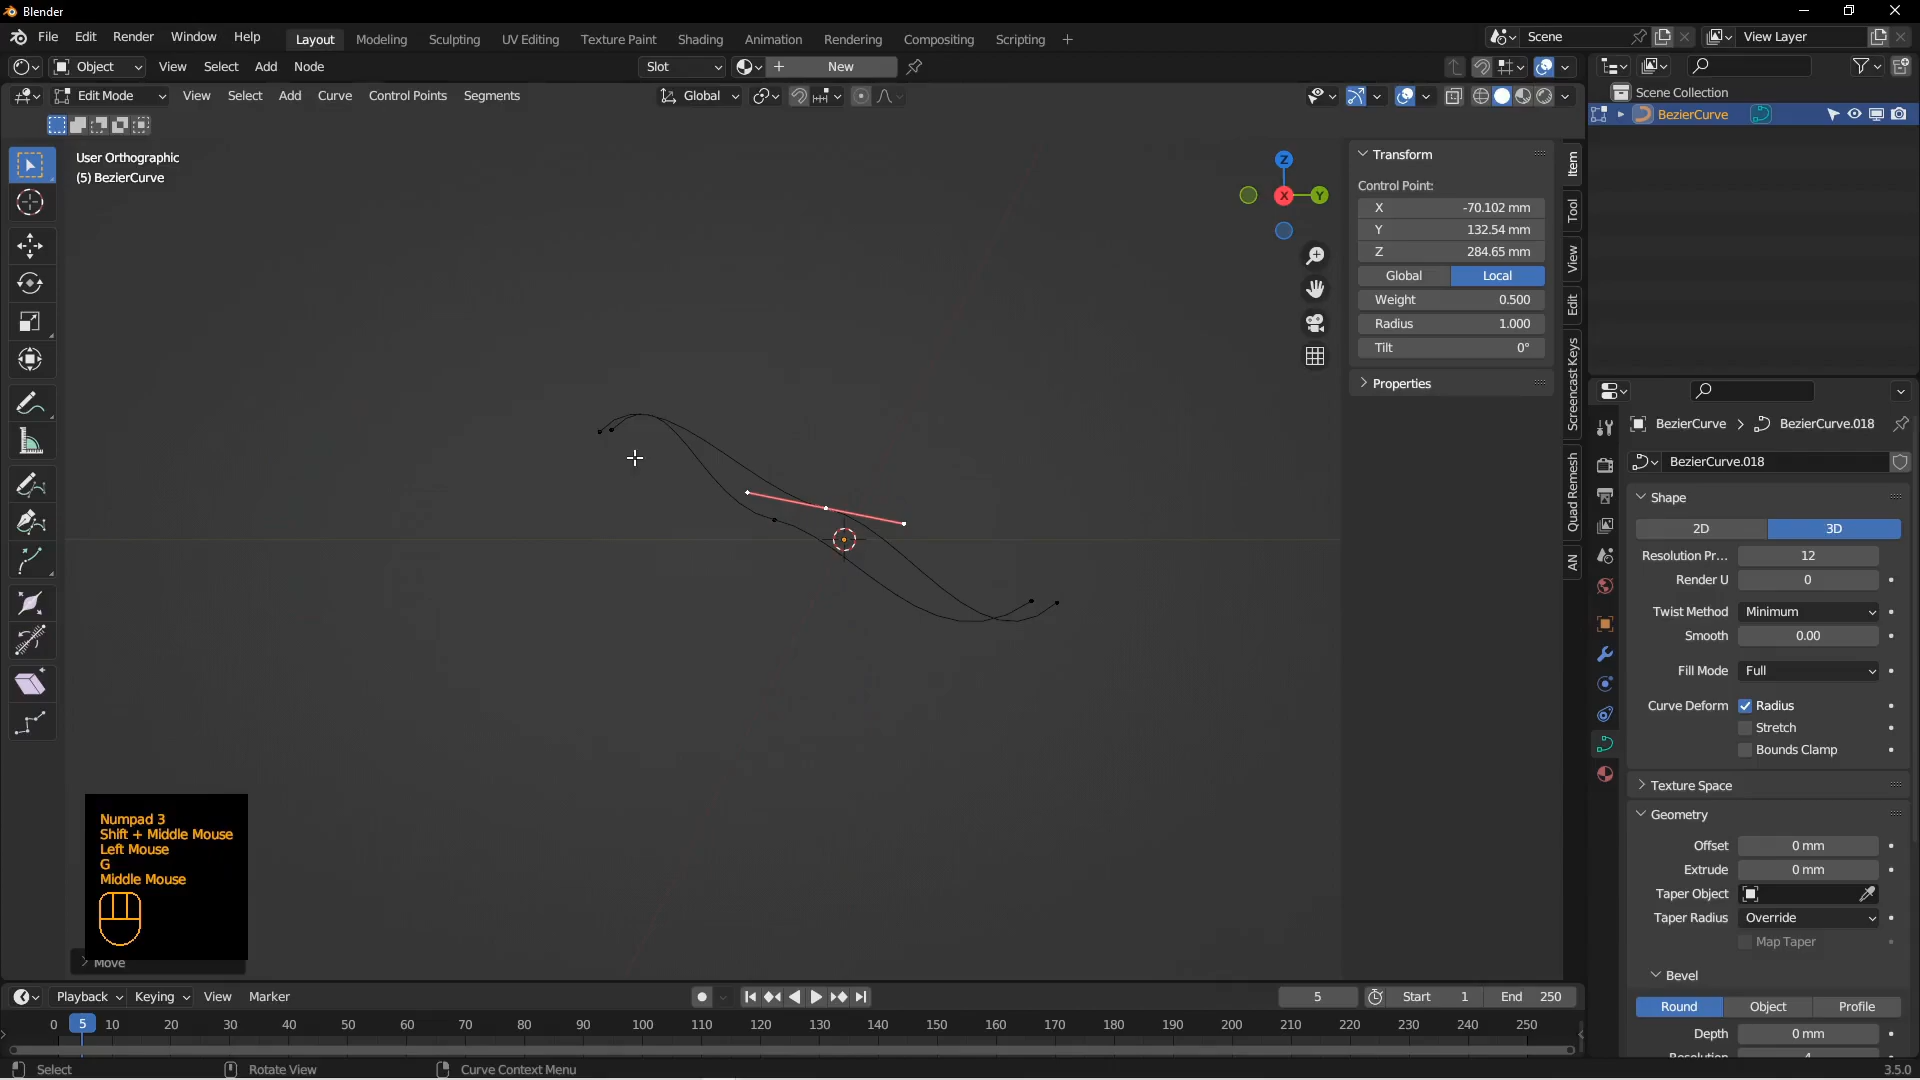 Blender
File Edit Render Window Help
Layout Modeling Sculpting UV Editing Texture Paint Shading Animation Rendering Compositing Scripting +
Scene
View Layer
Object View Select Add Node
Slot
New
Edit Mode View Select Add Curve Control Points Segments
Global
Scene Collection
BezierCurve
User Orthographic
(5) BezierCurve
Z
X
Y
Transform
Control Point:
X -70.102 mm
Y 132.54 mm
Z 284.65 mm
Global Local
Weight 0.500
Radius 1.000
Tilt 0°
Properties
Item
Tool
View
Edit
Screencast Keys
Quad Remesh
AN
BezierCurve > BezierCurve.018
BezierCurve.018
Shape
2D 3D
Resolution Pr... 12
Render U 0
Twist Method Minimum
Smooth 0.00
Fill Mode Full
Curve Deform Radius
Stretch
Bounds Clamp
Texture Space
Geometry
Offset 0 mm
Extrude 0 mm
Taper Object
Taper Radius Override
Map Taper
Bevel
Round Object Profile
Depth 0 mm
Resolution 4
Numpad 3
Shift + Middle Mouse
Left Mouse
G
Middle Mouse
Move
Playback Keying View Marker
5 Start 1 End 250
0 5 10 20 30 40 50 60 70 80 90 100 110 120 130 140 150 160 170 180 190 200 210 220 230 240 250
Select Rotate View Curve Context Menu
3.5.0